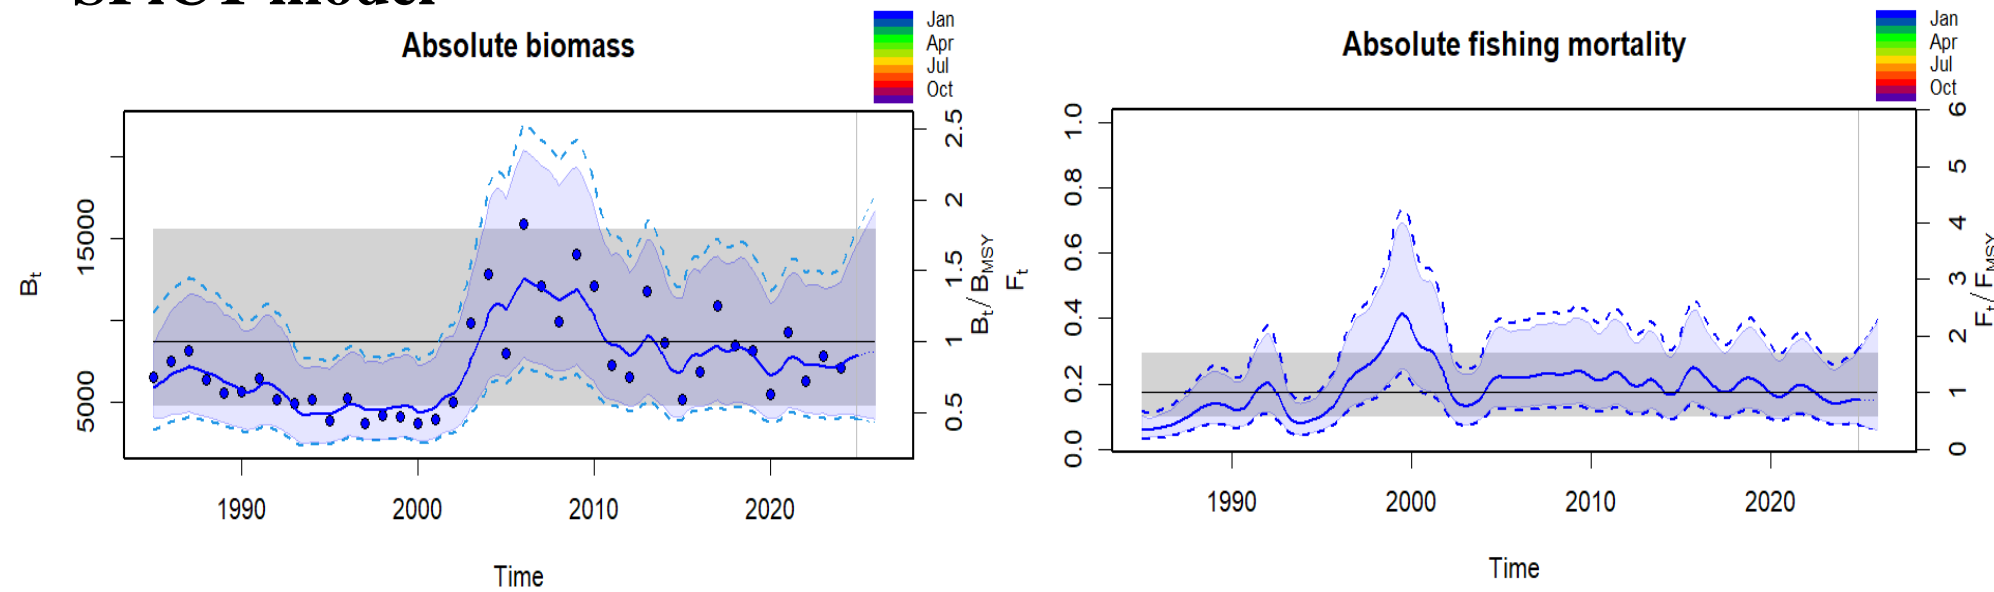 SPiCT model
Absolute biomass
Jan
Apr
Jul
Oct
Bt
5000
15000
0.5
1
1.5
2
2.5
Bt/ BMSY
1990
2000
2010
2020
Time
Absolute fishing mortality
Jan
Apr
Jul
Oct
Ft
0.0
0.2
0.4
0.6
0.8
1.0
0
1
2
3
4
5
6
Ft/ FMSY
1990
2000
2010
2020
Time